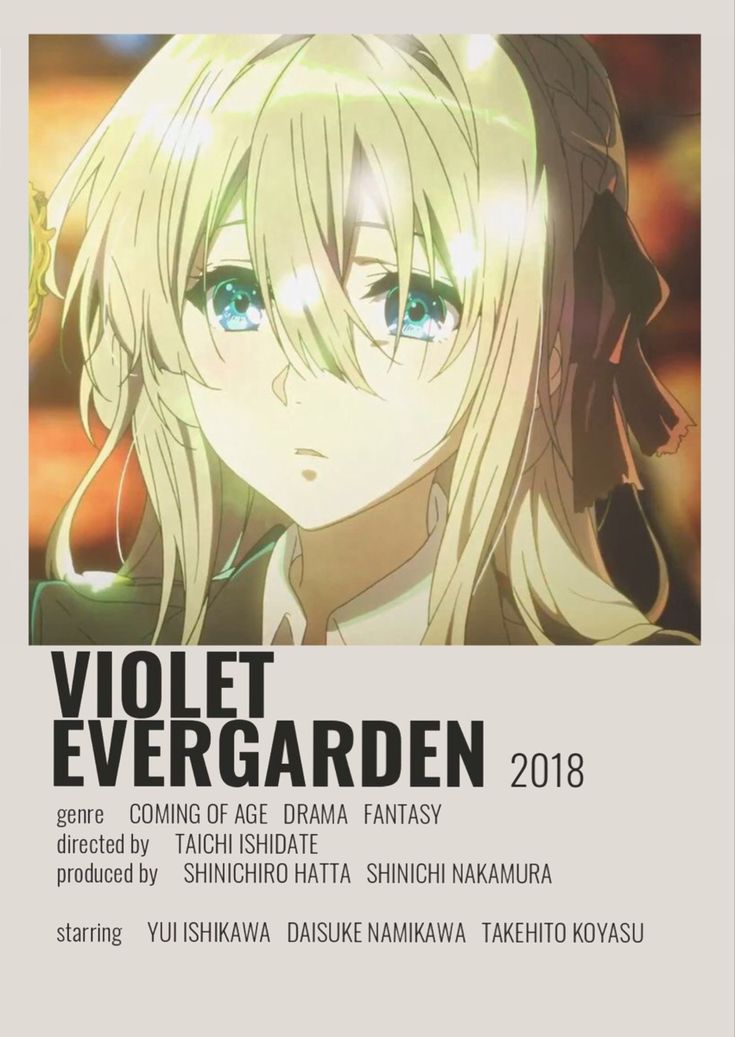 VIOLET
EVERGARDEN 2018
genre COMING OF AGE DRAMA FANTASY
directed by TAICHI ISHIDATE
produced by SHINICHIRO HATTA SHINICHI NAKAMURA
starring YUI ISHIKAWA DAISUKE NAMIKAWA TAKEHITO KOYASU